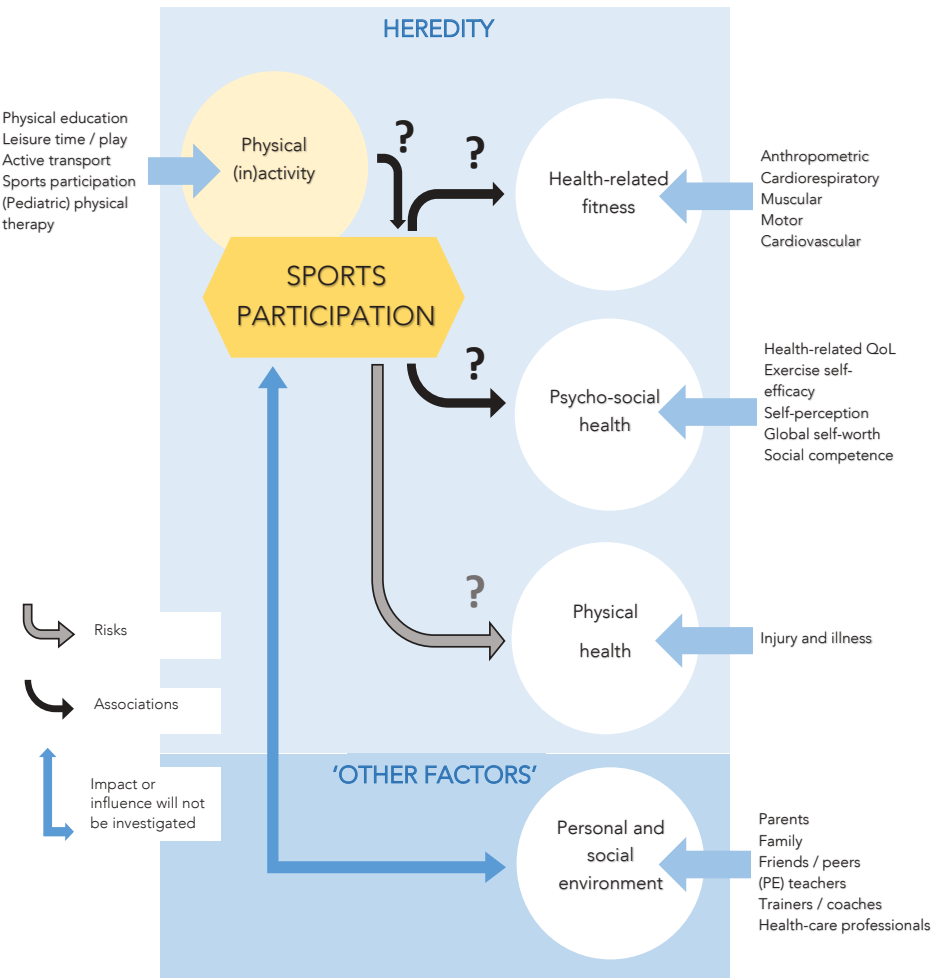 HEREDITY
Physical education
Leisure time / play
Active transport
Sports participation
(Pediatric) physical
therapy
Physical
(in)activity
?
?
Health-related
fitness
Anthropometric
Cardiorespiratory
Muscular
Motor
Cardiovascular
SPORTS
PARTICIPATION
?
Psycho-social
health
Health-related QoL
Exercise self-
efficacy
Self-perception
Global self-worth
Social competence
?
Physical
health
Injury and illness
Risks
Associations
Impact or
influence will not
be investigated
'OTHER FACTORS'
Personal and
social
environment
Parents
Family
Friends / peers
(PE) teachers
Trainers / coaches
Health-care professionals